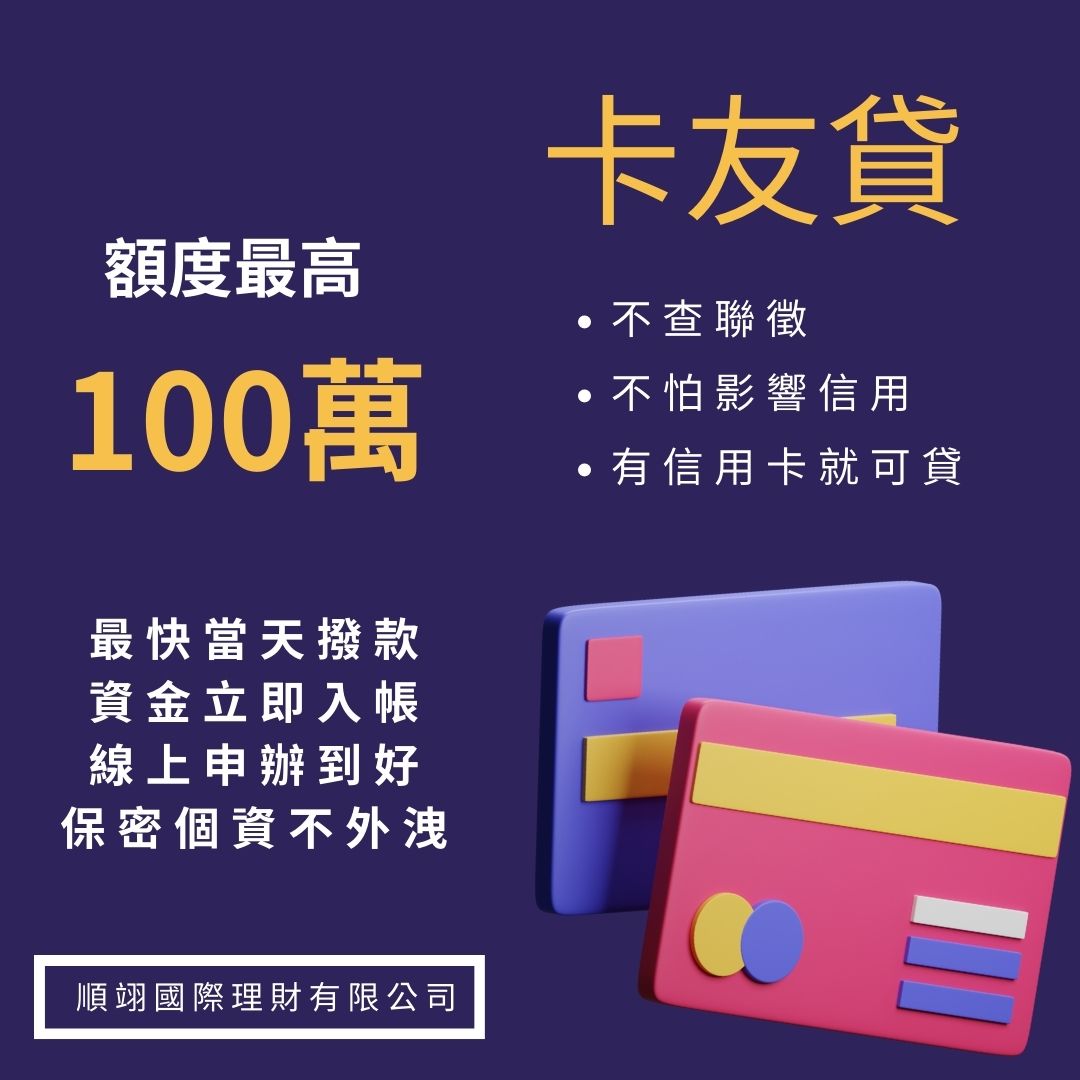 卡友貸
額度最高
100萬
• 不查聯徵
• 不怕影響信用
• 有信用卡就可貸
最快當天撥款
資金立即入帳
線上申辦到好
保密個資不外洩
順翊國際理財有限公司